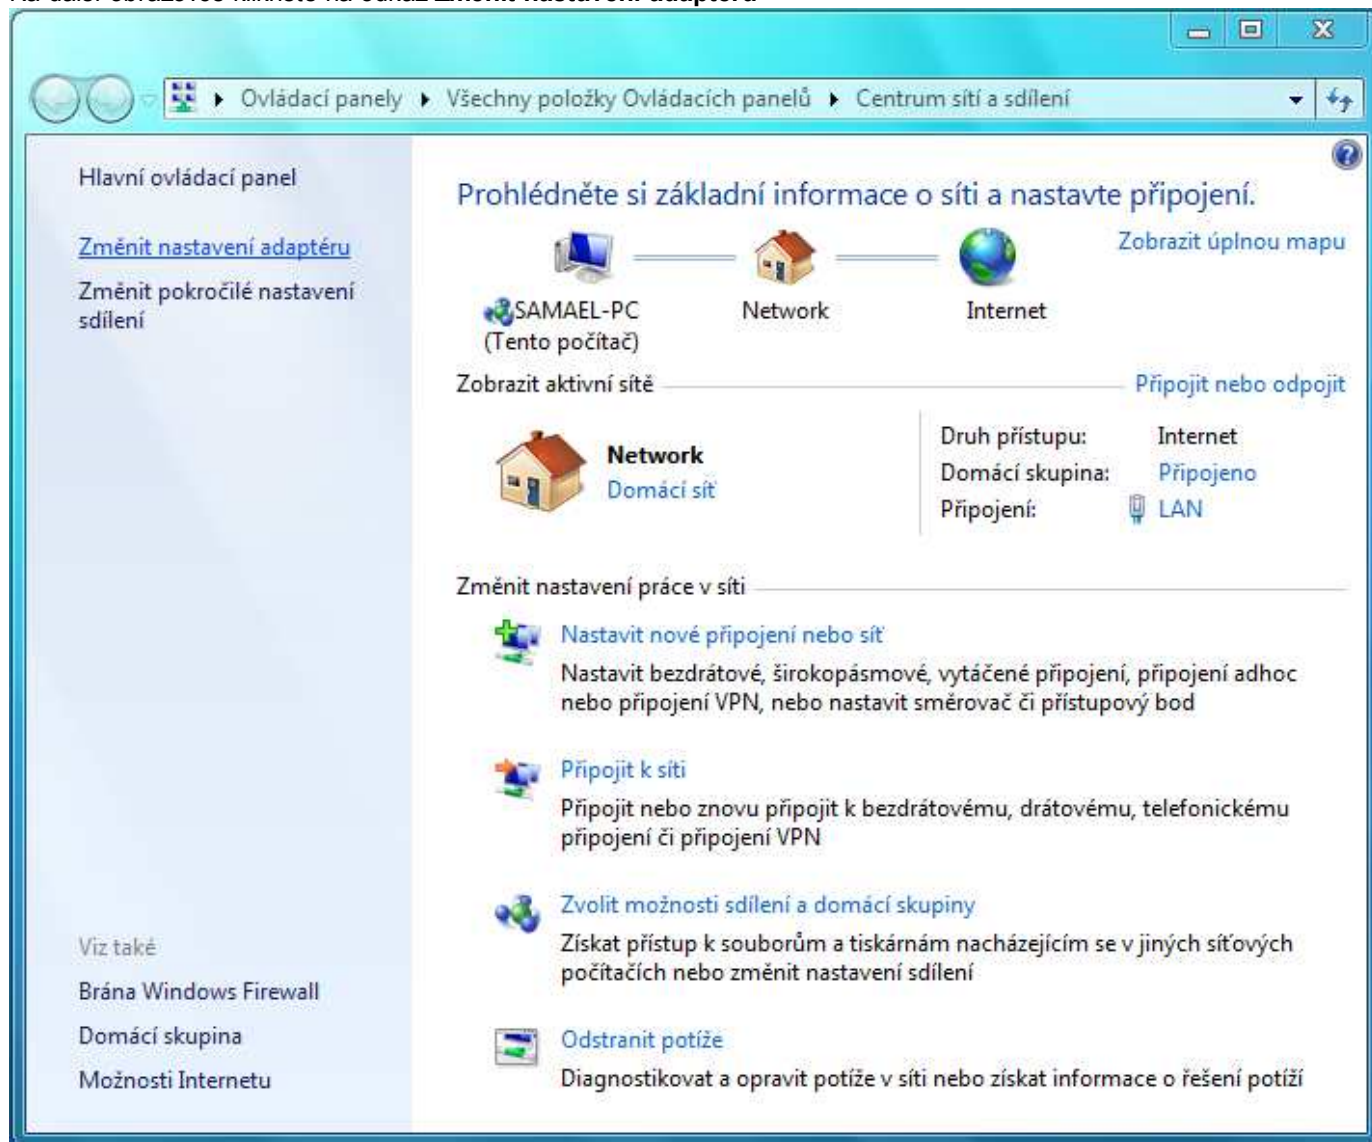 Na další obrazovce klikněte na odkaz Změnit nastavení adaptéru
Ovládací panely ▸ Všechny položky Ovládacích panelů ▸ Centrum sítí a sdílení
Hlavní ovládací panel
Změnit nastavení adaptéru
Změnit pokročilé nastavení
sdílení
Viz také
Brána Windows Firewall
Domácí skupina
Možnosti Internetu
Prohlédněte si základní informace o síti a nastavte připojení.
Zobrazit úplnou mapu
SAMAEL-PC
(Tento počítač)
Network
Internet
Zobrazit aktivní sítě
Připojit nebo odpojit
Network
Domácí síť
Druh přístupu: Internet
Domácí skupina: Připojeno
Připojení: LAN
Změnit nastavení práce v síti
Nastavit nové připojení nebo síť
Nastavit bezdrátové, širokopásmové, vytáčené připojení, připojení adhoc
nebo připojení VPN, nebo nastavit směrovač či přístupový bod
Připojit k síti
Připojit nebo znovu připojit k bezdrátovému, drátovému, telefonickému
připojení či připojení VPN
Zvolit možnosti sdílení a domácí skupiny
Získat přístup k souborům a tiskárnám nacházejícím se v jiných síťových
počítačích nebo změnit nastavení sdílení
Odstranit potíže
Diagnostikovat a opravit potíže v síti nebo získat informace o řešení potíží